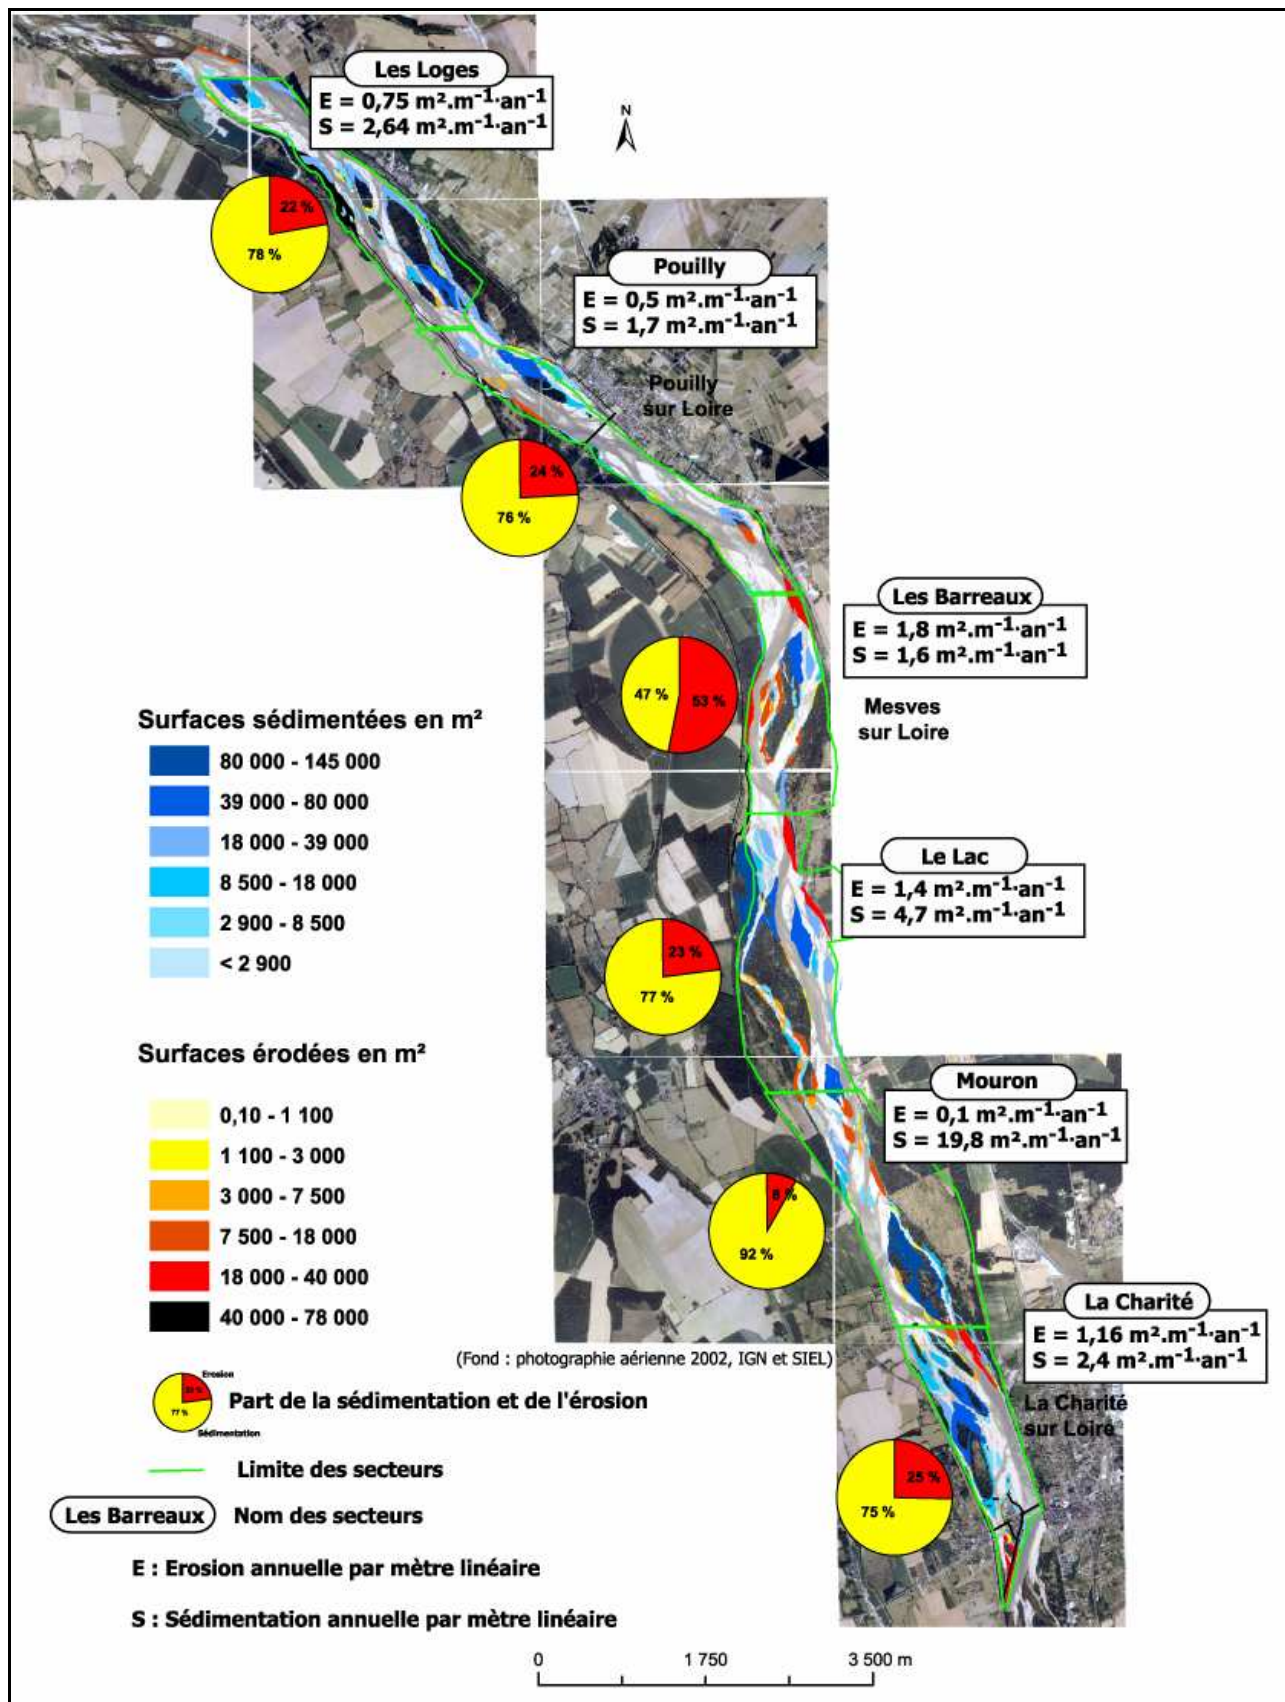 Les Loges
E = 0,75 m².m⁻¹.an⁻¹
S = 2,64 m².m⁻¹.an⁻¹
N
22 %
78 %
Pouilly
E = 0,5 m².m⁻¹.an⁻¹
S = 1,7 m².m⁻¹.an⁻¹
Pouilly
sur Loire
24 %
76 %
Les Barreaux
E = 1,8 m².m⁻¹.an⁻¹
S = 1,6 m².m⁻¹.an⁻¹
47 %
53 %
Mesves
sur Loire
Surfaces sédimentées en m²
80 000 - 145 000
39 000 - 80 000
18 000 - 39 000
8 500 - 18 000
2 900 - 8 500
< 2 900
Le Lac
E = 1,4 m².m⁻¹.an⁻¹
S = 4,7 m².m⁻¹.an⁻¹
23 %
77 %
Surfaces érodées en m²
0,10 - 1 100
1 100 - 3 000
3 000 - 7 500
7 500 - 18 000
18 000 - 40 000
40 000 - 78 000
Mouron
E = 0,1 m².m⁻¹.an⁻¹
S = 19,8 m².m⁻¹.an⁻¹
8 %
92 %
La Charité
E = 1,16 m².m⁻¹.an⁻¹
S = 2,4 m².m⁻¹.an⁻¹
La Charité
sur Loire
25 %
75 %
(Fond : photographie aérienne 2002, IGN et SIEL)
Erosion
23 %
77 %
Sédimentation
Part de la sédimentation et de l'érosion
Limite des secteurs
Les Barreaux
Nom des secteurs
E : Erosion annuelle par mètre linéaire
S : Sédimentation annuelle par mètre linéaire
0
1 750
3 500 m